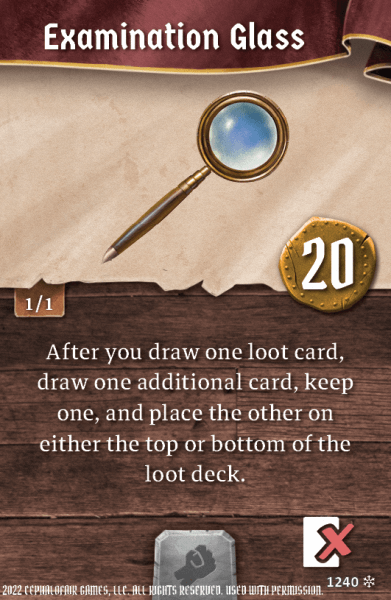 Examination Glass
20
1/1
After you draw one loot card,
draw one additional card, keep
one, and place the other on
either the top or bottom of the
loot deck.
1240
2022 CEPHALOFAIR GAMES, LLC. ALL RIGHTS RESERVED. USED WITH PERMISSION.